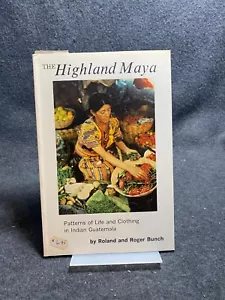 THE Highland Maya
Patterns of Life and Clothing
in Indian Guatemala
by Roland and Roger Bunch